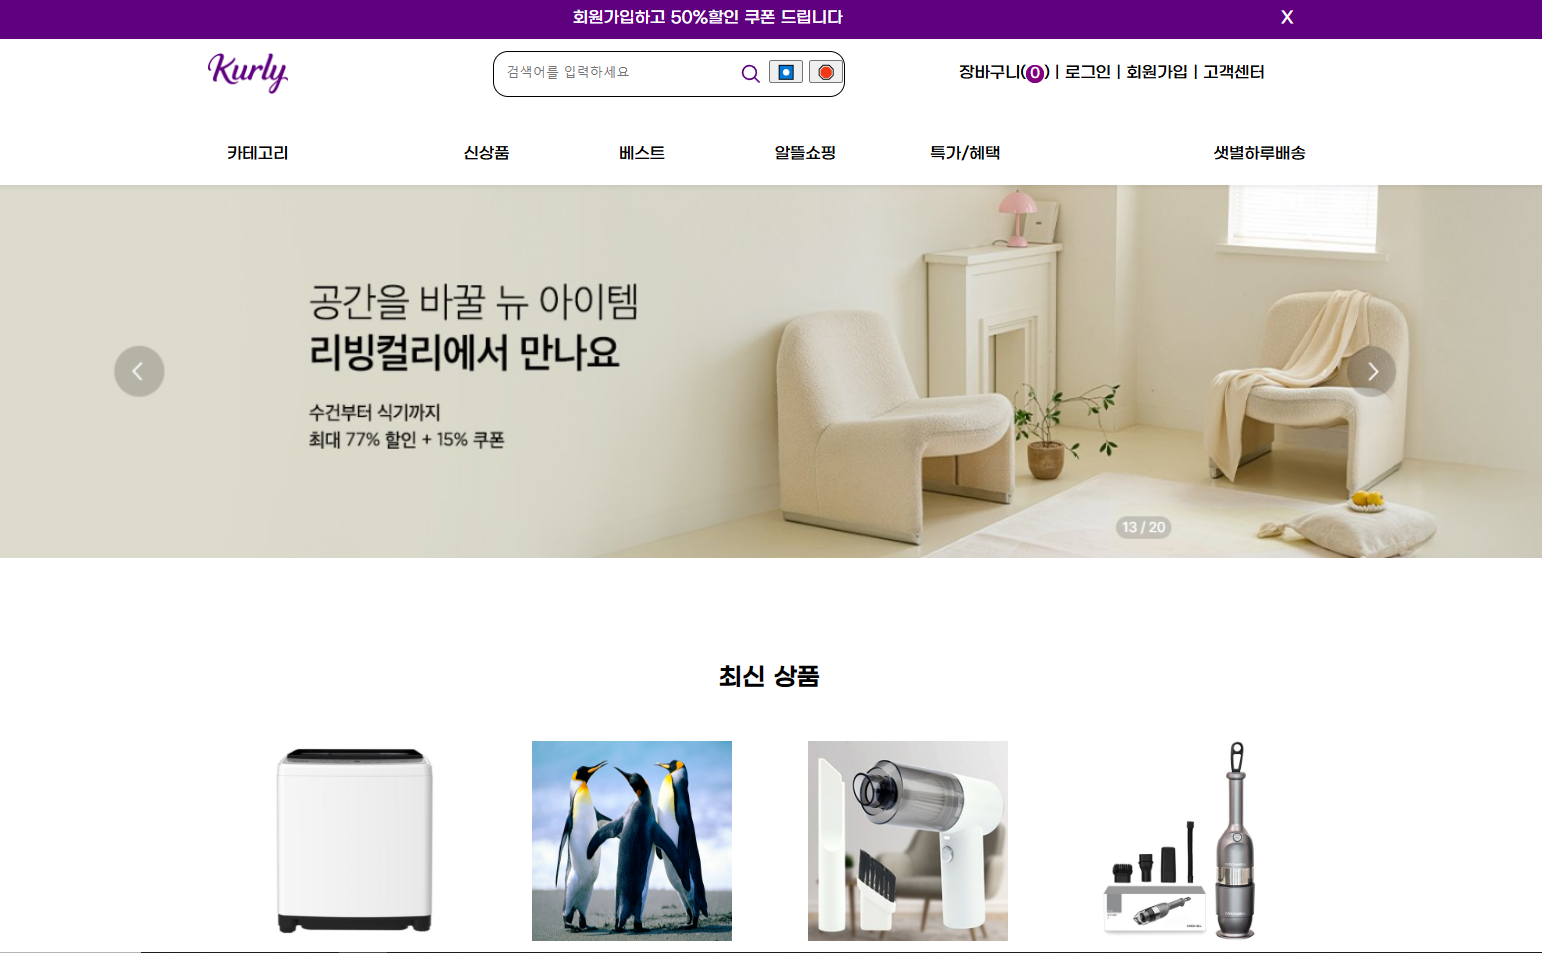 회원가입하고 50%할인 쿠폰 드립니다 X
Kurly 검색어를 입력하세요 장바구니(0) | 로그인 | 회원가입 | 고객센터
카테고리 신상품 베스트 알뜰쇼핑 특가/혜택 샛별하루배송
공간을 바꿀 뉴 아이템
리빙컬리에서 만나요
수건부터 식기까지
최대 77% 할인 + 15% 쿠폰
13 / 20
최신 상품